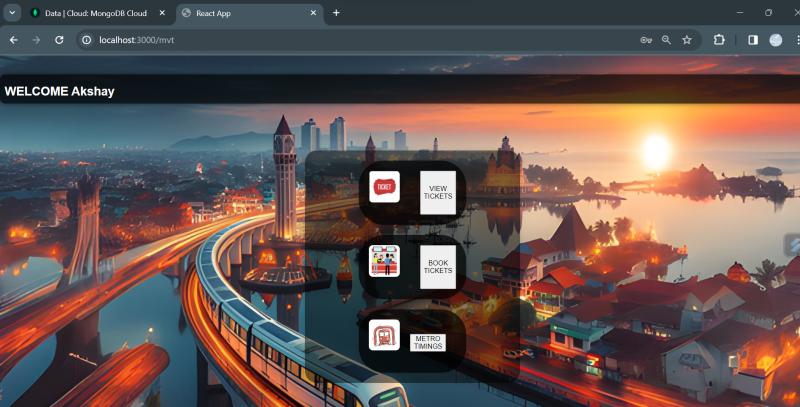 Data | Cloud: MongoDB Cloud
React App
localhost:3000/mvt
WELCOME Akshay
TICKET
VIEW
TICKETS
BOOK
TICKETS
METRO
TIMINGS